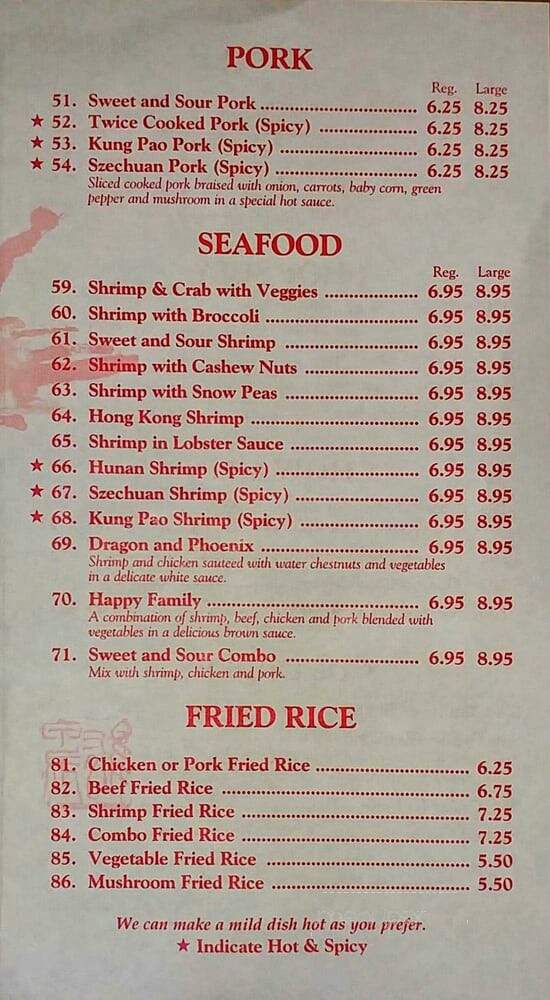 PORK
Reg. Large
51. Sweet and Sour Pork ................................ 6.25 8.25
★ 52. Twice Cooked Pork (Spicy) .................... 6.25 8.25
★ 53. Kung Pao Pork (Spicy) ............................ 6.25 8.25
★ 54. Szechuan Pork (Spicy) ............................. 6.25 8.25
Sliced cooked pork braised with onion, carrots, baby corn, green
pepper and mushroom in a special hot sauce.
SEAFOOD
Reg. Large
59. Shrimp & Crab with Veggies ................... 6.95 8.95
60. Shrimp with Broccoli ............................... 6.95 8.95
61. Sweet and Sour Shrimp ........................... 6.95 8.95
62. Shrimp with Cashew Nuts ....................... 6.95 8.95
63. Shrimp with Snow Peas ........................... 6.95 8.95
64. Hong Kong Shrimp .................................. 6.95 8.95
65. Shrimp in Lobster Sauce .......................... 6.95 8.95
★ 66. Hunan Shrimp (Spicy) ............................. 6.95 8.95
★ 67. Szechuan Shrimp (Spicy) ......................... 6.95 8.95
★ 68. Kung Pao Shrimp (Spicy) ........................ 6.95 8.95
69. Dragon and Phoenix ................................ 6.95 8.95
Shrimp and chicken sauteed with water chestnuts and vegetables
in a delicate white sauce.
70. Happy Family ........................................... 6.95 8.95
A combination of shrimp, beef, chicken and pork blended with
vegetables in a delicious brown sauce.
71. Sweet and Sour Combo ........................... 6.95 8.95
Mix with shrimp, chicken and pork.
FRIED RICE
81. Chicken or Pork Fried Rice ............................... 6.25
82. Beef Fried Rice .................................................. 6.75
83. Shrimp Fried Rice .............................................. 7.25
84. Combo Fried Rice .............................................. 7.25
85. Vegetable Fried Rice ......................................... 5.50
86. Mushroom Fried Rice ........................................ 5.50
We can make a mild dish hot as you prefer.
★ Indicate Hot & Spicy